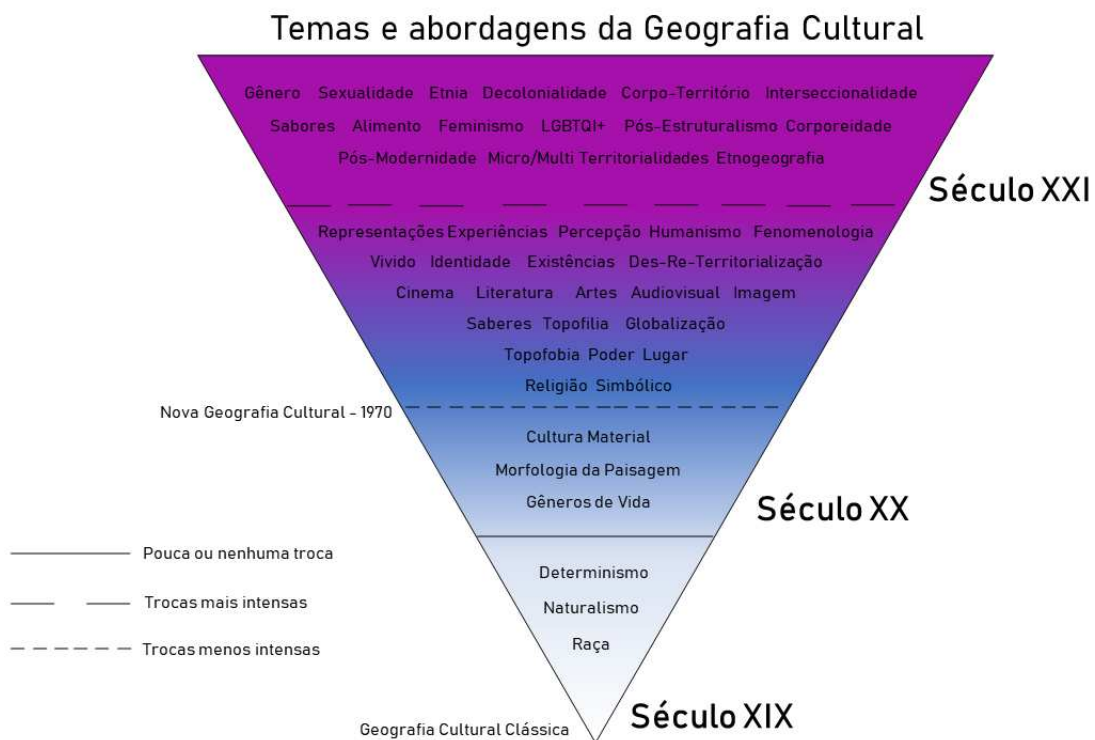 Temas e abordagens da Geografia Cultural
Gênero Sexualidade Etnia Decolonialidade Corpo-Território Interseccionalidade
Sabores Alimento Feminismo LGBTQI+ Pós-Estruturalismo Corporeidade
Pós-Modernidade Micro/Multi Territorialidades Etnogeografia
Século XXI
Representações Experiências Percepção Humanismo Fenomenologia
Vivido Identidade Existências Des-Re-Territorialização
Cinema Literatura Artes Audiovisual Imagem
Saberes Topofilia Globalização
Topofobia Poder Lugar
Religião Simbólico
Nova Geografia Cultural - 1970
Cultura Material
Morfologia da Paisagem
Gêneros de Vida
Século XX
Pouca ou nenhuma troca
Trocas mais intensas
Trocas menos intensas
Determinismo
Naturalismo
Raça
Século XIX
Geografia Cultural Clássica